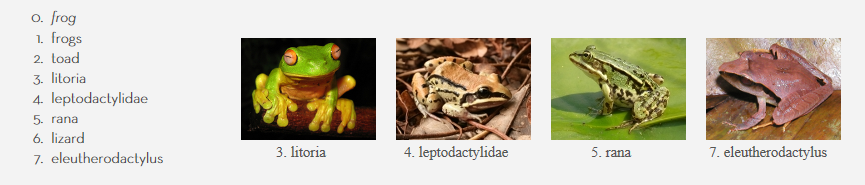 0. frog
1. frogs
2. toad
3. litoria
4. leptodactylidae
5. rana
6. lizard
7. eleutherodactylus
3. litoria
4. leptodactylidae
5. rana
7. eleutherodactylus